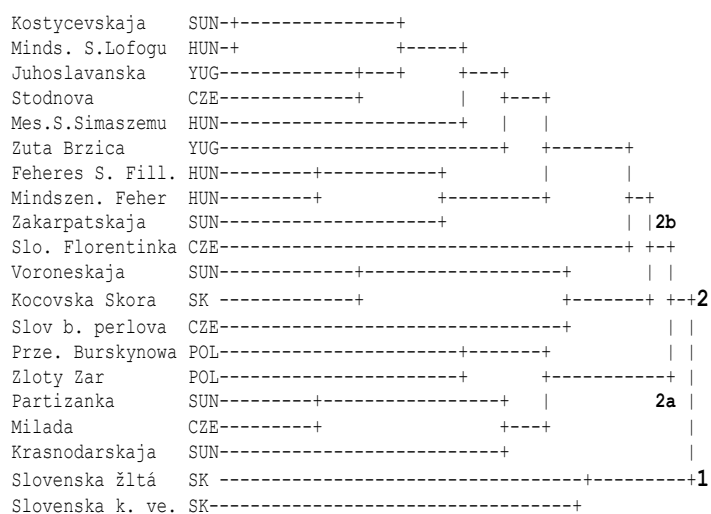 Kostycevskaja SUN-+---------------+
Minds. S.Lofogu HUN-+ +-----+
Juhoslavanska YUG-------------+---+ +---+
Stodnova CZE-------------+ | +---+
Mes.S.Simaszemu HUN-----------------------+ | |
Zuta Brzica YUG---------------------------+ +-------+
Feheres S. Fill. HUN---------+-----------+ | |
Mindszen. Feher HUN---------+ +---------+ +-+
Zakarpatskaja SUN---------------------+ | |2b
Slo. Florentinka CZE---------------------------------------+ +-+
Voroneskaja SUN-------------+-------------------+ | |
Kocovska Skora SK -------------+ +-------+ +-+2
Slov b. perlova CZE---------------------------------+ | |
Prze. Burskynowa POL-----------------------+-------+ | |
Zloty Zar POL-----------------------+ +-----------+ |
Partizanka SUN---------+-----------------+ | 2a |
Milada CZE---------+ +---+ |
Krasnodarskaja SUN---------------------------+ |
Slovenska žltá SK -----------------------------------+---------+1
Slovenska k. ve. SK-----------------------------------+